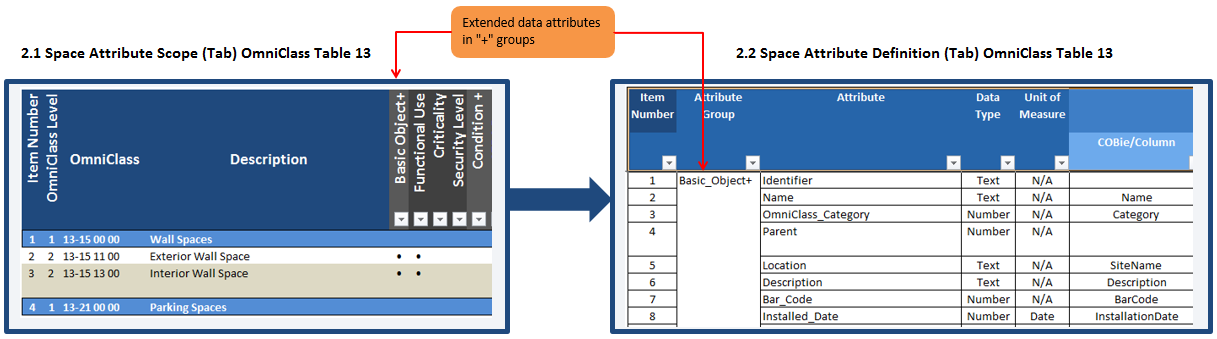 Extended data attributes
in "+" groups
2.1 Space Attribute Scope (Tab) OmniClass Table 13
Item Number
OmniClass Level
OmniClass
Description
Basic Object+
Functional Use
Criticality
Security Level
Condition +
1 1 13-15 00 00 Wall Spaces
2 2 13-15 11 00 Exterior Wall Space • •
3 2 13-15 13 00 Interior Wall Space • •
4 1 13-21 00 00 Parking Spaces
2.2 Space Attribute Definition (Tab) OmniClass Table 13
Item Number
Attribute Group
Attribute
Data Type
Unit of Measure
COBie/Column
1 Basic_Object+ Identifier Text N/A
2 Name Text N/A Name
3 OmniClass_Category Number N/A Category
4 Parent Number N/A
5 Location Text N/A SiteName
6 Description Text N/A Description
7 Bar_Code Number N/A BarCode
8 Installed_Date Number Date InstallationDate